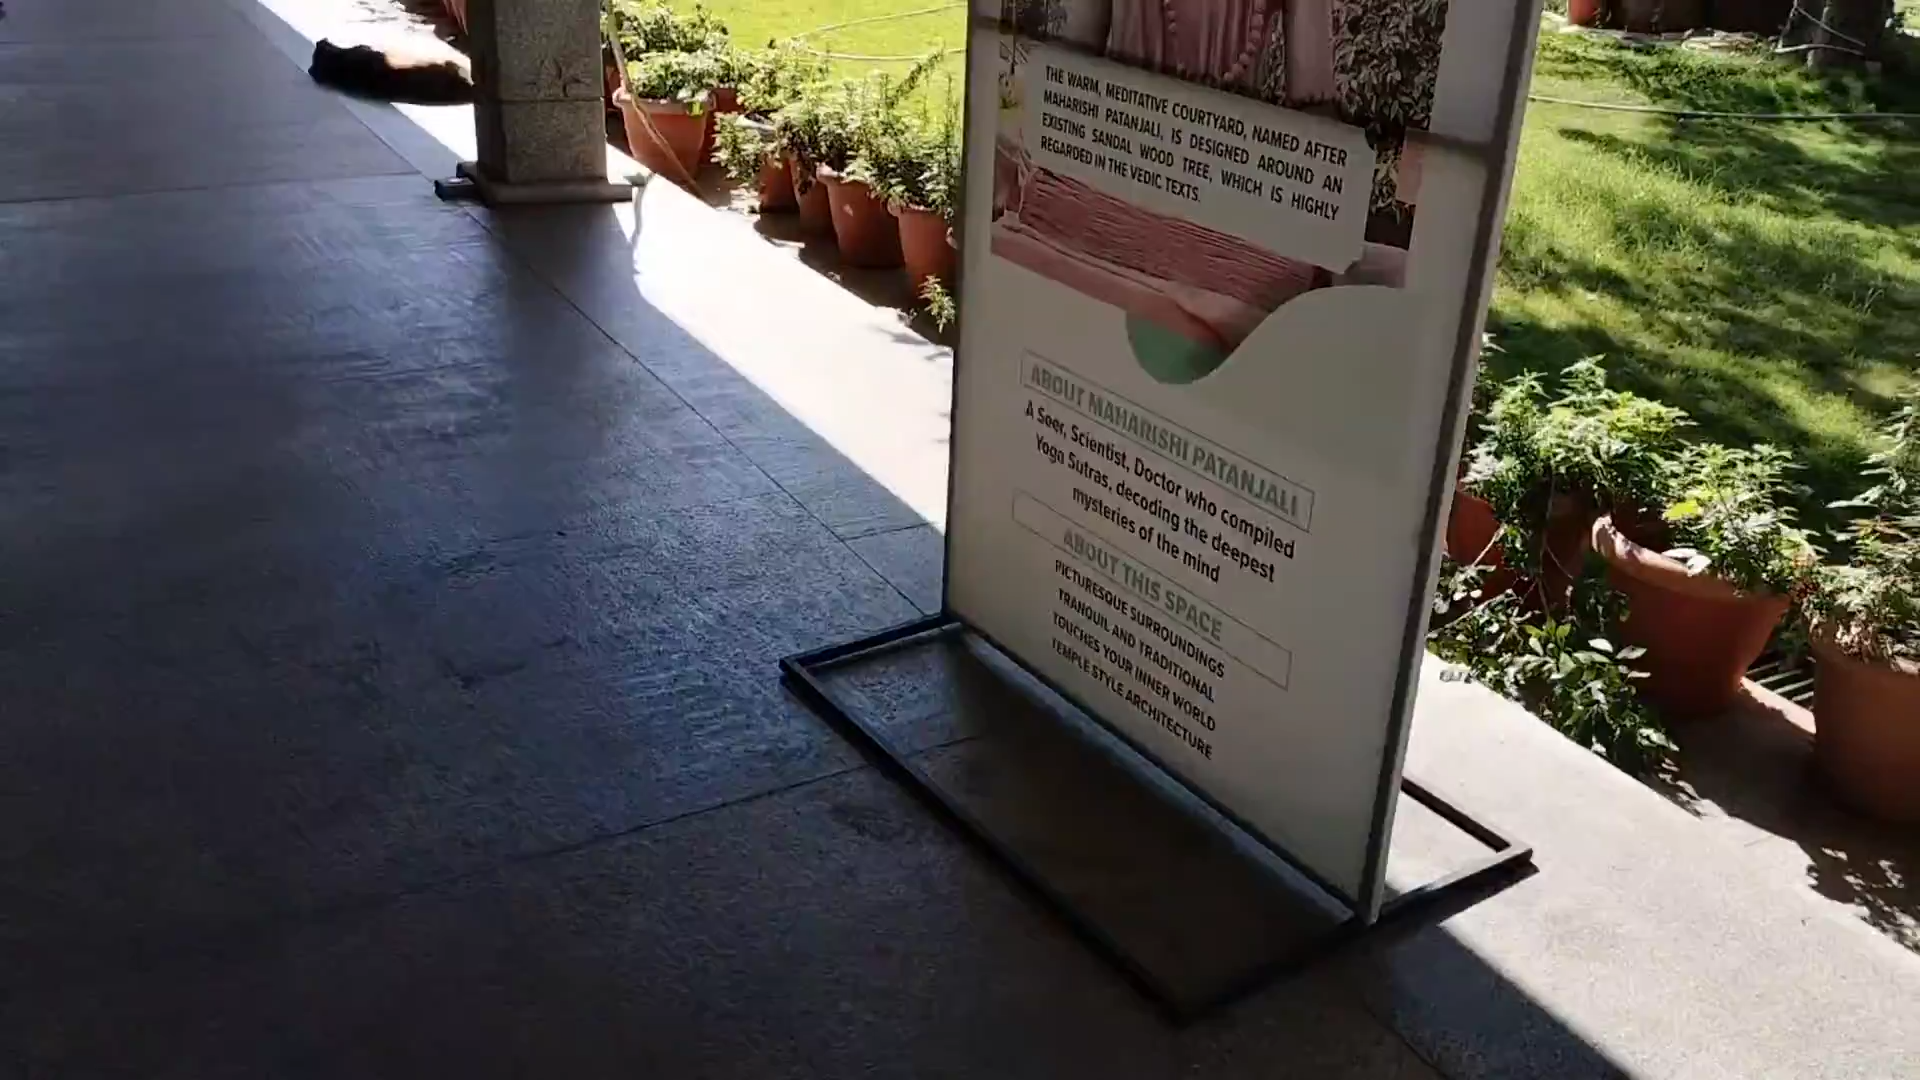 THE WARM, MEDITATIVE COURTYARD, NAMED AFTER
MAHARISHI PATANJALI, IS DESIGNED AROUND AN
EXISTING SANDAL WOOD TREE, WHICH IS HIGHLY
REGARDED IN THE VEDIC TEXTS.
ABOUT MAHARISHI PATANJALI
A Seer, Scientist, Doctor who compiled
Yoga Sutras, decoding the deepest
mysteries of the mind
ABOUT THIS SPACE
PICTURESQUE SURROUNDINGS
TRANQUIL AND TRADITIONAL
TOUCHES YOUR INNER WORLD
TEMPLE STYLE ARCHITECTURE